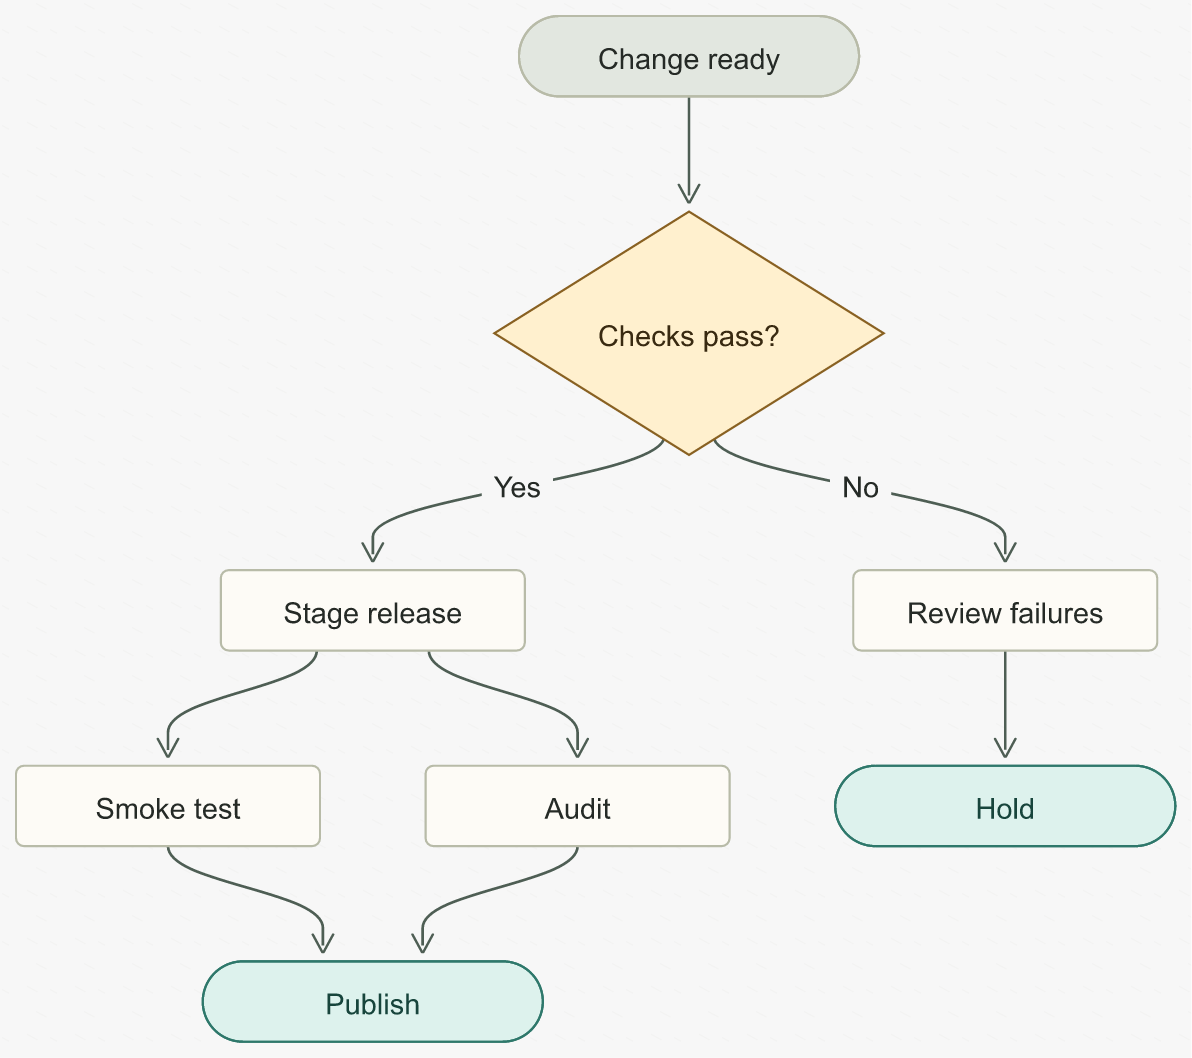 Change ready
Checks pass?
Yes
No
Stage release
Review failures
Smoke test
Audit
Hold
Publish